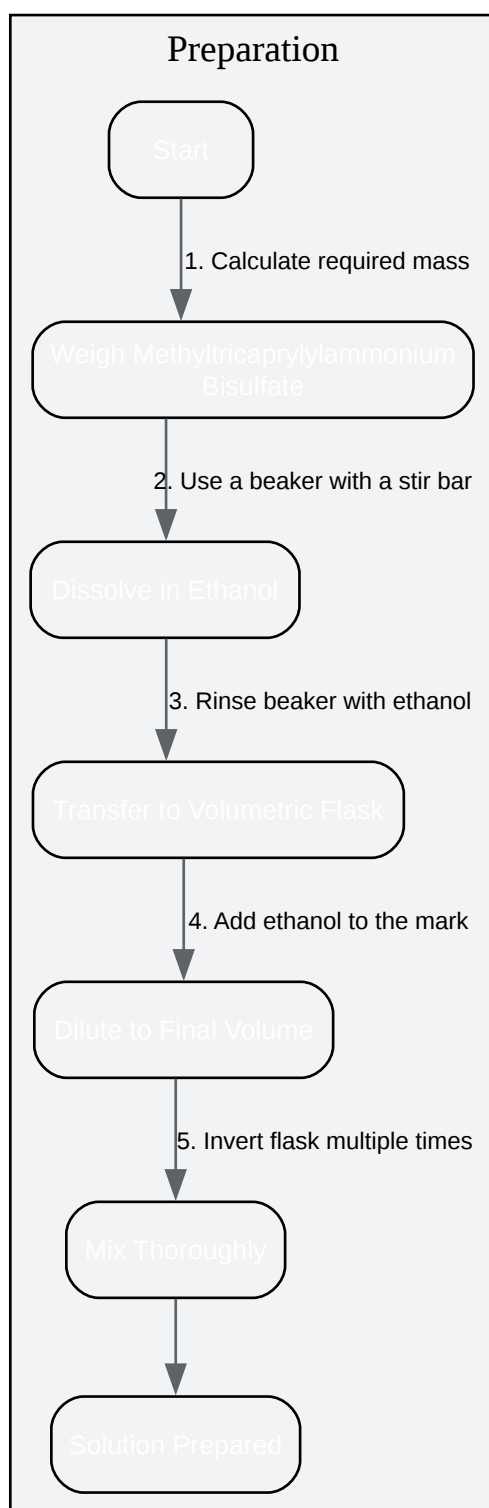 Preparation
Start
1. Calculate required mass
Weigh Methyltricaprylylammonium
Bisulfate
2. Use a beaker with a stir bar
Dissolve in Ethanol
3. Rinse beaker with ethanol
Transfer to Volumetric Flask
4. Add ethanol to the mark
Dilute to Final Volume
5. Invert flask multiple times
Mix Thoroughly
Solution Prepared